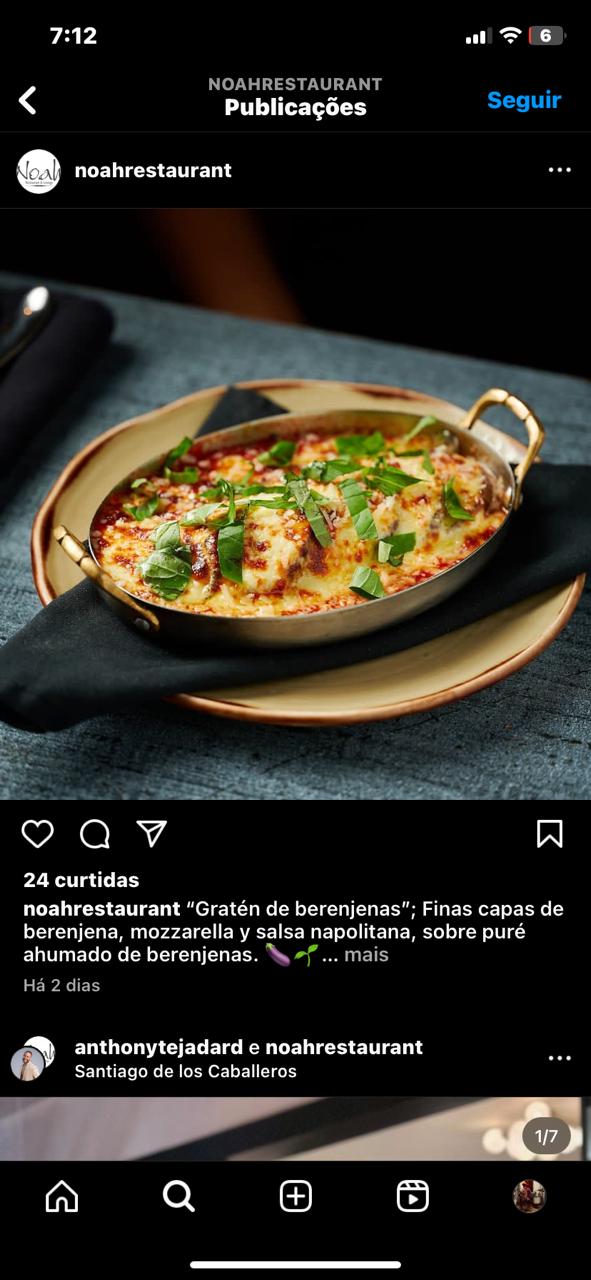 7:12
6
NOAHRESTAURANT
Publicações
Seguir
Noah
noahrestaurant
24 curtidas
noahrestaurant “Gratén de berenjenas”; Finas capas de
berenjena, mozzarella y salsa napolitana, sobre puré
ahumado de berenjenas. 🍆🌱... mais
Há 2 dias
anthonytejadard e noahrestaurant
Santiago de los Caballeros
1/7